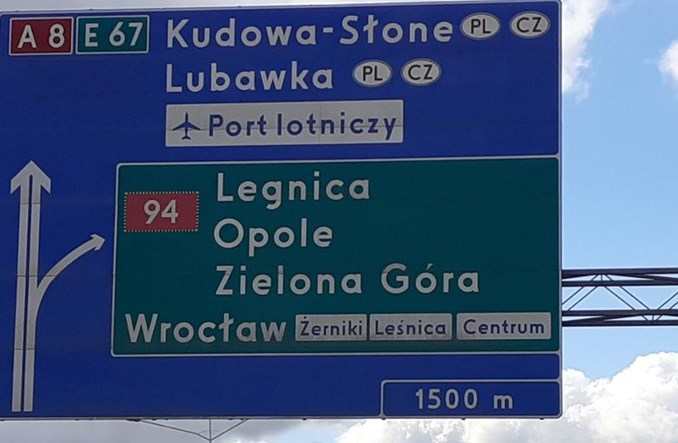 A 8 E 67 Kudowa-Słone PL CZ
Lubawka PL CZ
Port lotniczy
94 Legnica
Opole
Zielona Góra
Wrocław Żerniki Leśnica Centrum
1500 m